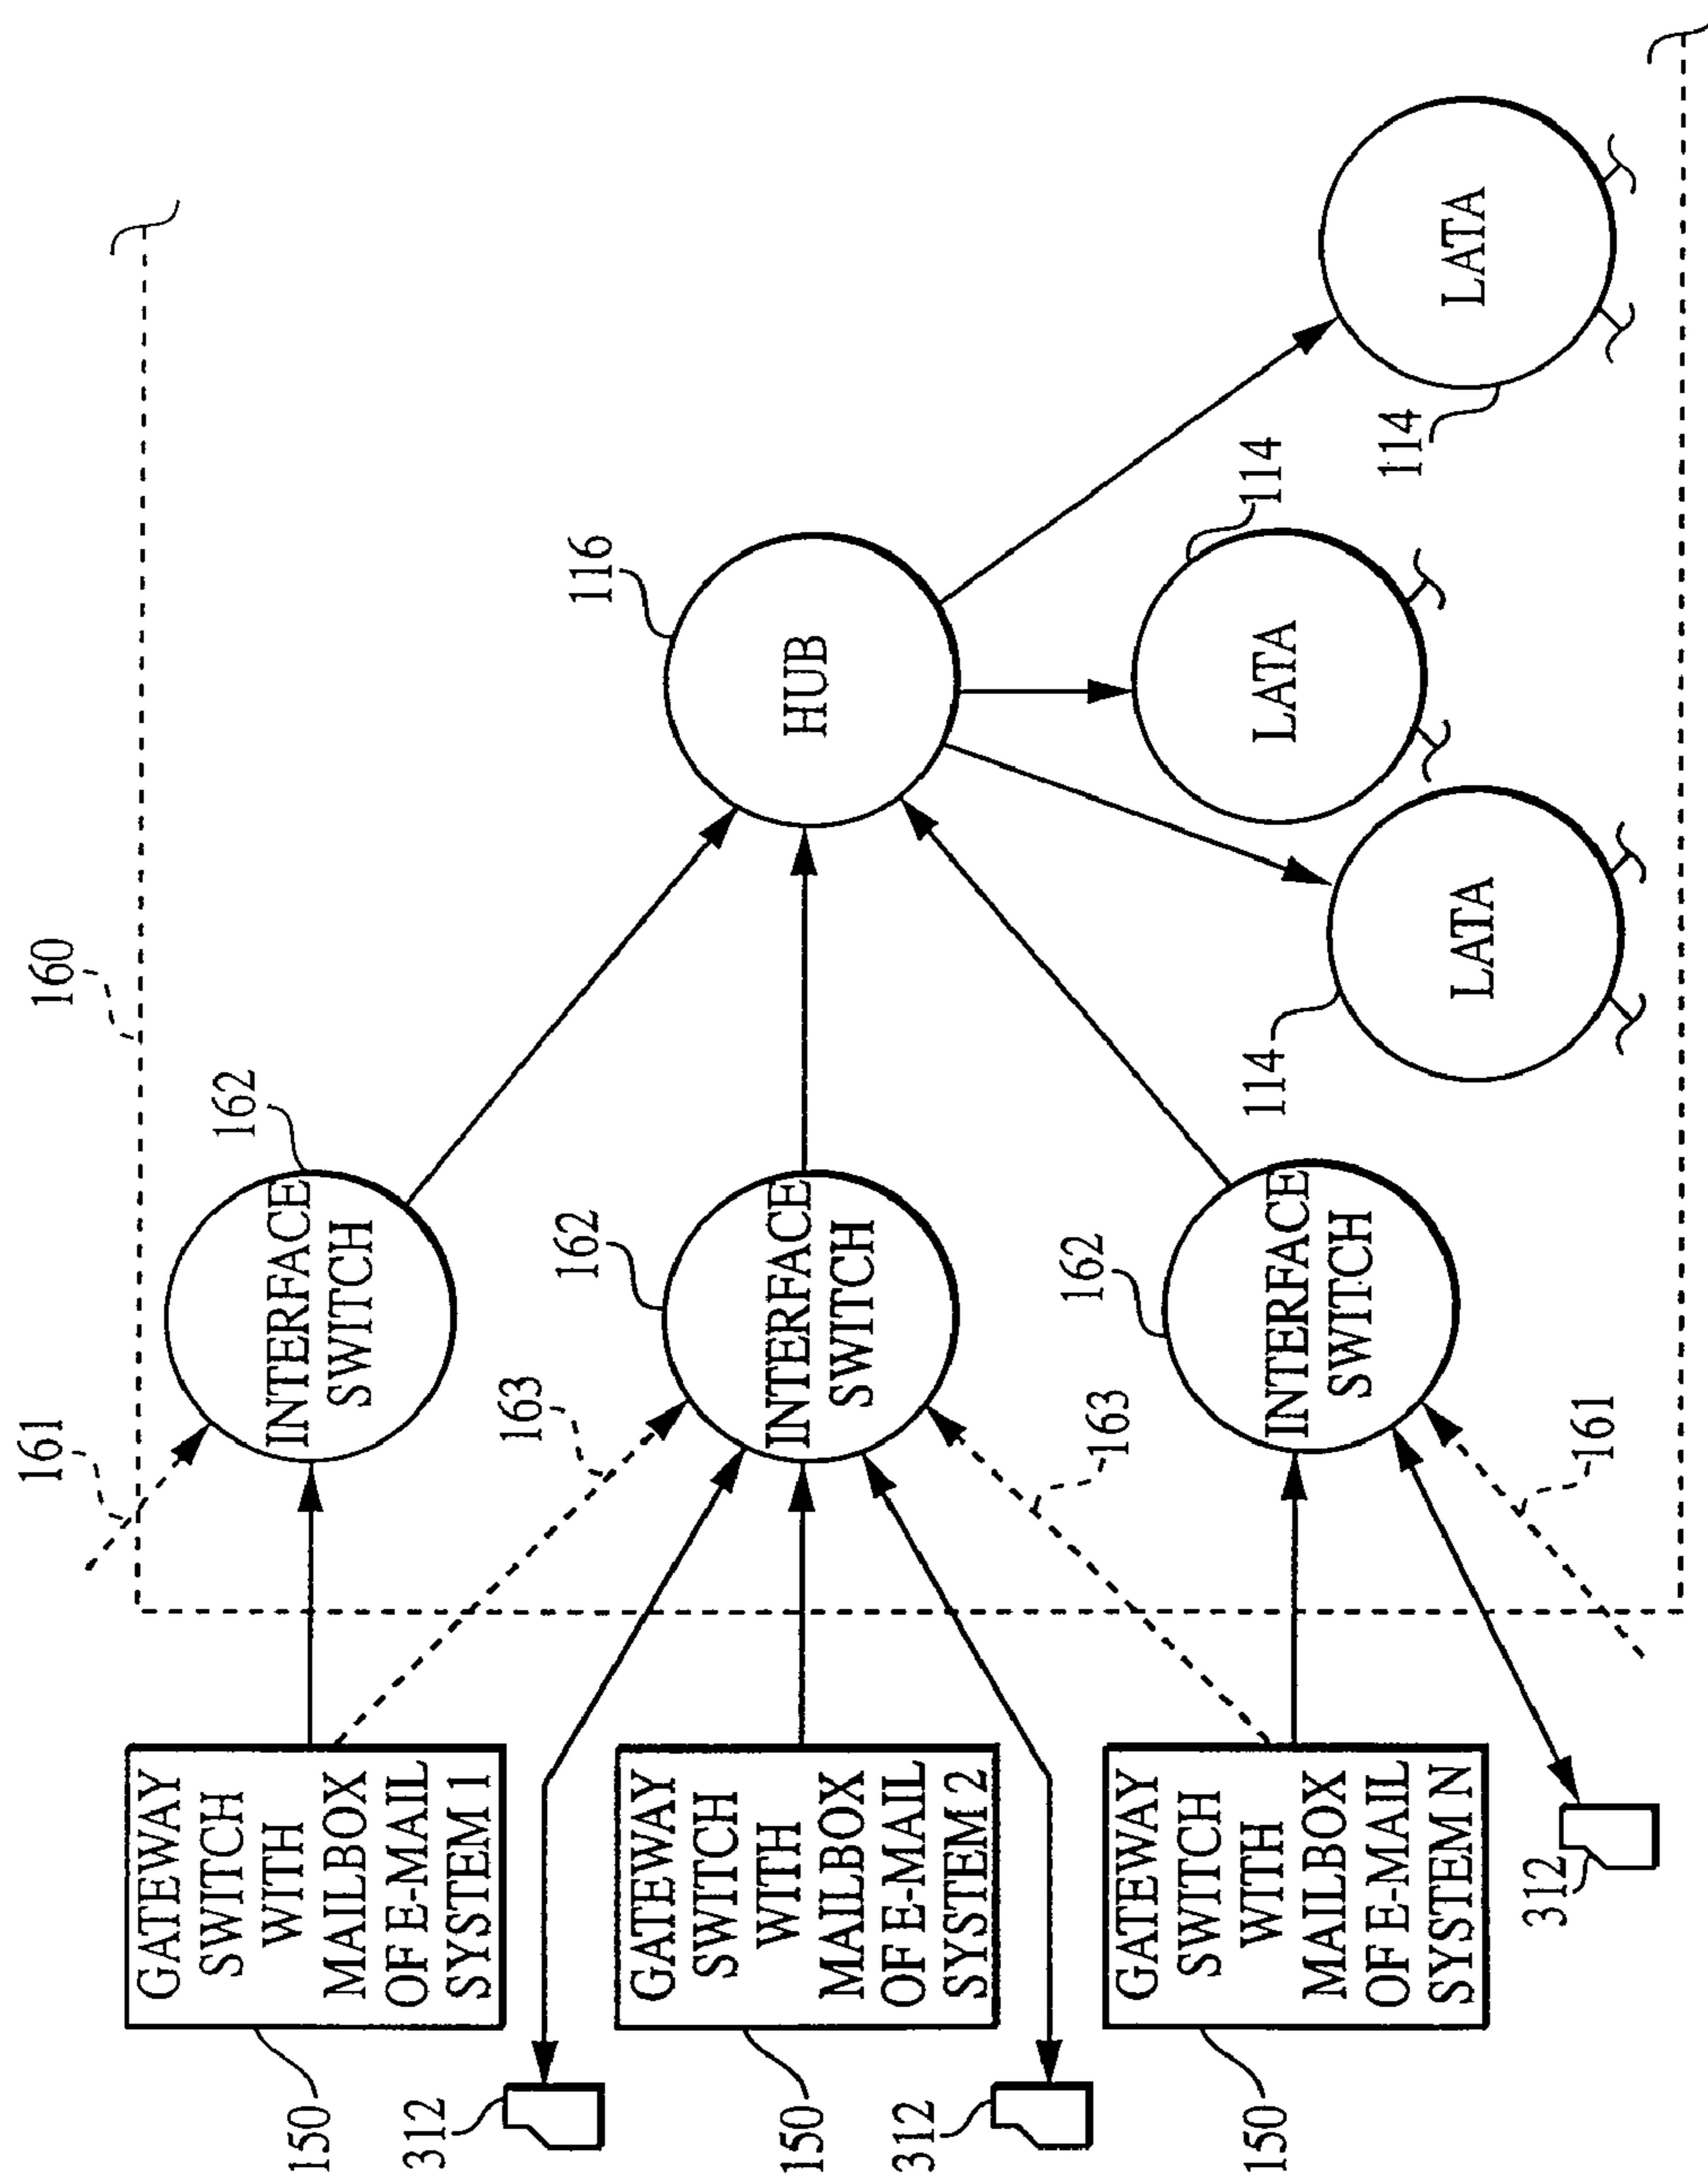 160
161
162
INTERFACE
SWITCH
GATEWAY
SWITCH
WITH
MAILBOX
OF E-MAIL
SYSTEM 1
150
163
312
116
HUB
162
INTERFACE
SWITCH
GATEWAY
SWITCH
WITH
MAILBOX
OF E-MAIL
SYSTEM 2
150
312
163
162
INTERFACE
SWITCH
GATEWAY
SWITCH
WITH
MAILBOX
OF E-MAIL
SYSTEM N
150
161
312
114
LATA
114
LATA
114
LATA